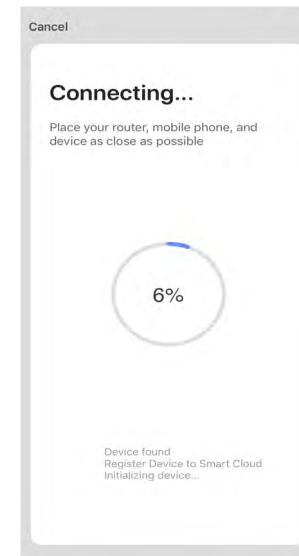 Cancel
Connecting...
Place your router, mobile phone, and
device as close as possible
6%
Device found
Register Device to Smart Cloud
Initializing device...